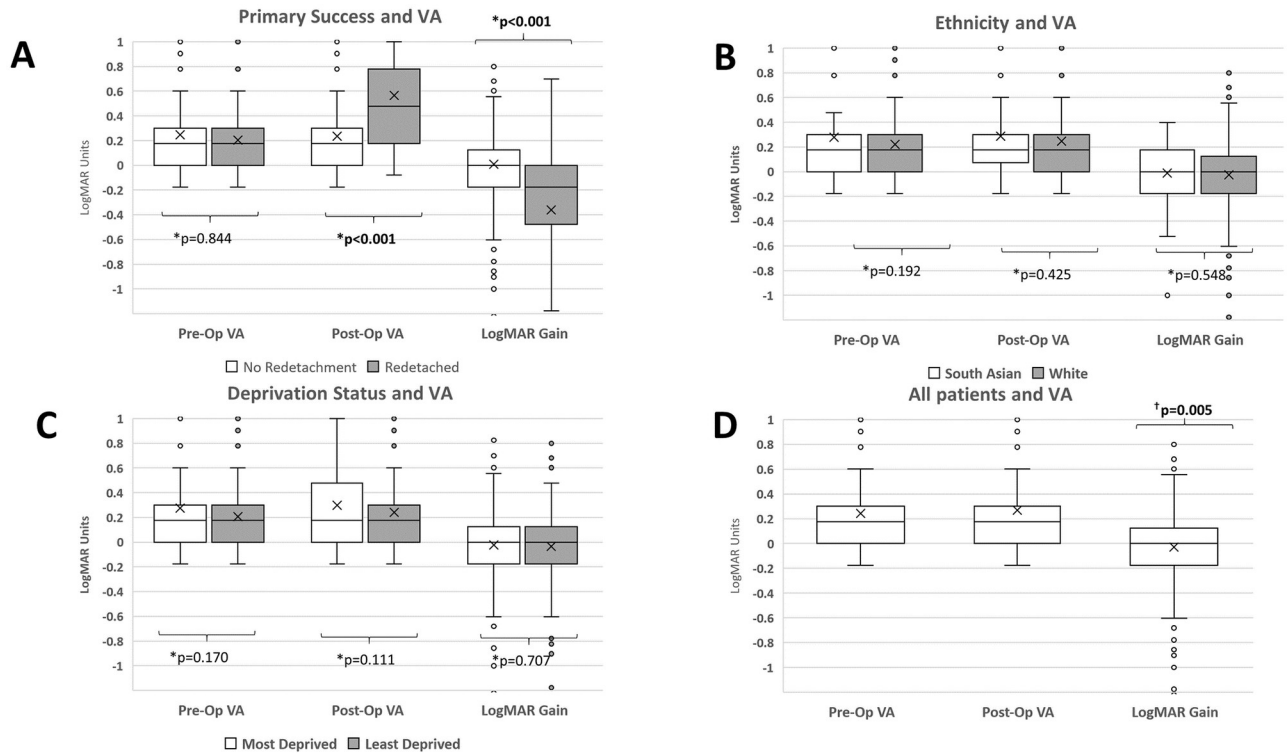 Primary Success and VA
*p<0.001
A
LogMAR Units
1
0.8
0.6
0.4
0.2
0
-0.2
-0.4
-0.6
-0.8
-1
*p=0.844
*p<0.001
Pre-Op VA
Post-Op VA
LogMAR Gain
No Redetachment
Redetached
Ethnicity and VA
B
LogMAR Units
1
0.8
0.6
0.4
0.2
0
-0.2
-0.4
-0.6
-0.8
-1
*p=0.192
*p=0.425
*p=0.548
Pre-Op VA
Post-Op VA
LogMAR Gain
South Asian
White
Deprivation Status and VA
C
LogMAR Units
1
0.8
0.6
0.4
0.2
0
-0.2
-0.4
-0.6
-0.8
-1
*p=0.170
*p=0.111
*p=0.707
Pre-Op VA
Post-Op VA
LogMAR Gain
Most Deprived
Least Deprived
All patients and VA
D
†p=0.005
LogMAR Units
1
0.8
0.6
0.4
0.2
0
-0.2
-0.4
-0.6
-0.8
-1
Pre-Op VA
Post-Op VA
LogMAR Gain